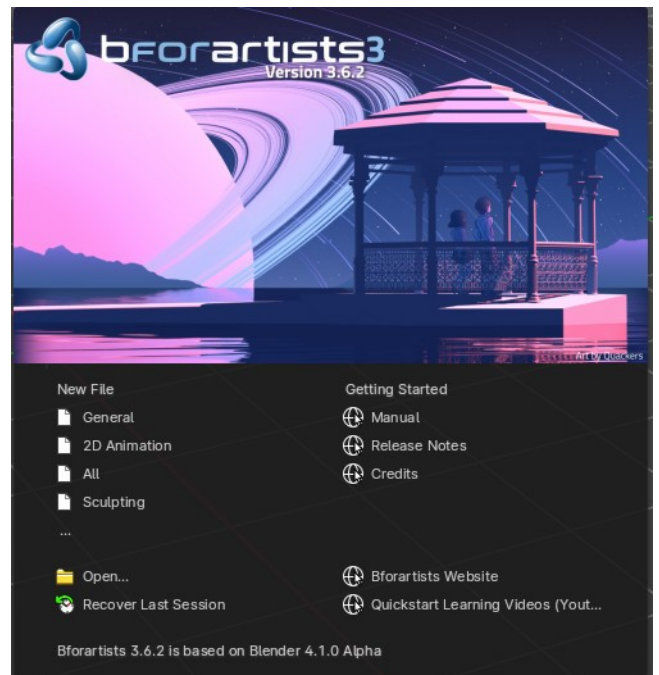 bforartists3
Version 3.6.2
Art by Quackers
New File
General
2D Animation
All
Sculpting
...
Open...
Recover Last Session
Getting Started
Manual
Release Notes
Credits
Bforartists Website
Quickstart Learning Videos (Yout...
Bforartists 3.6.2 is based on Blender 4.1.0 Alpha